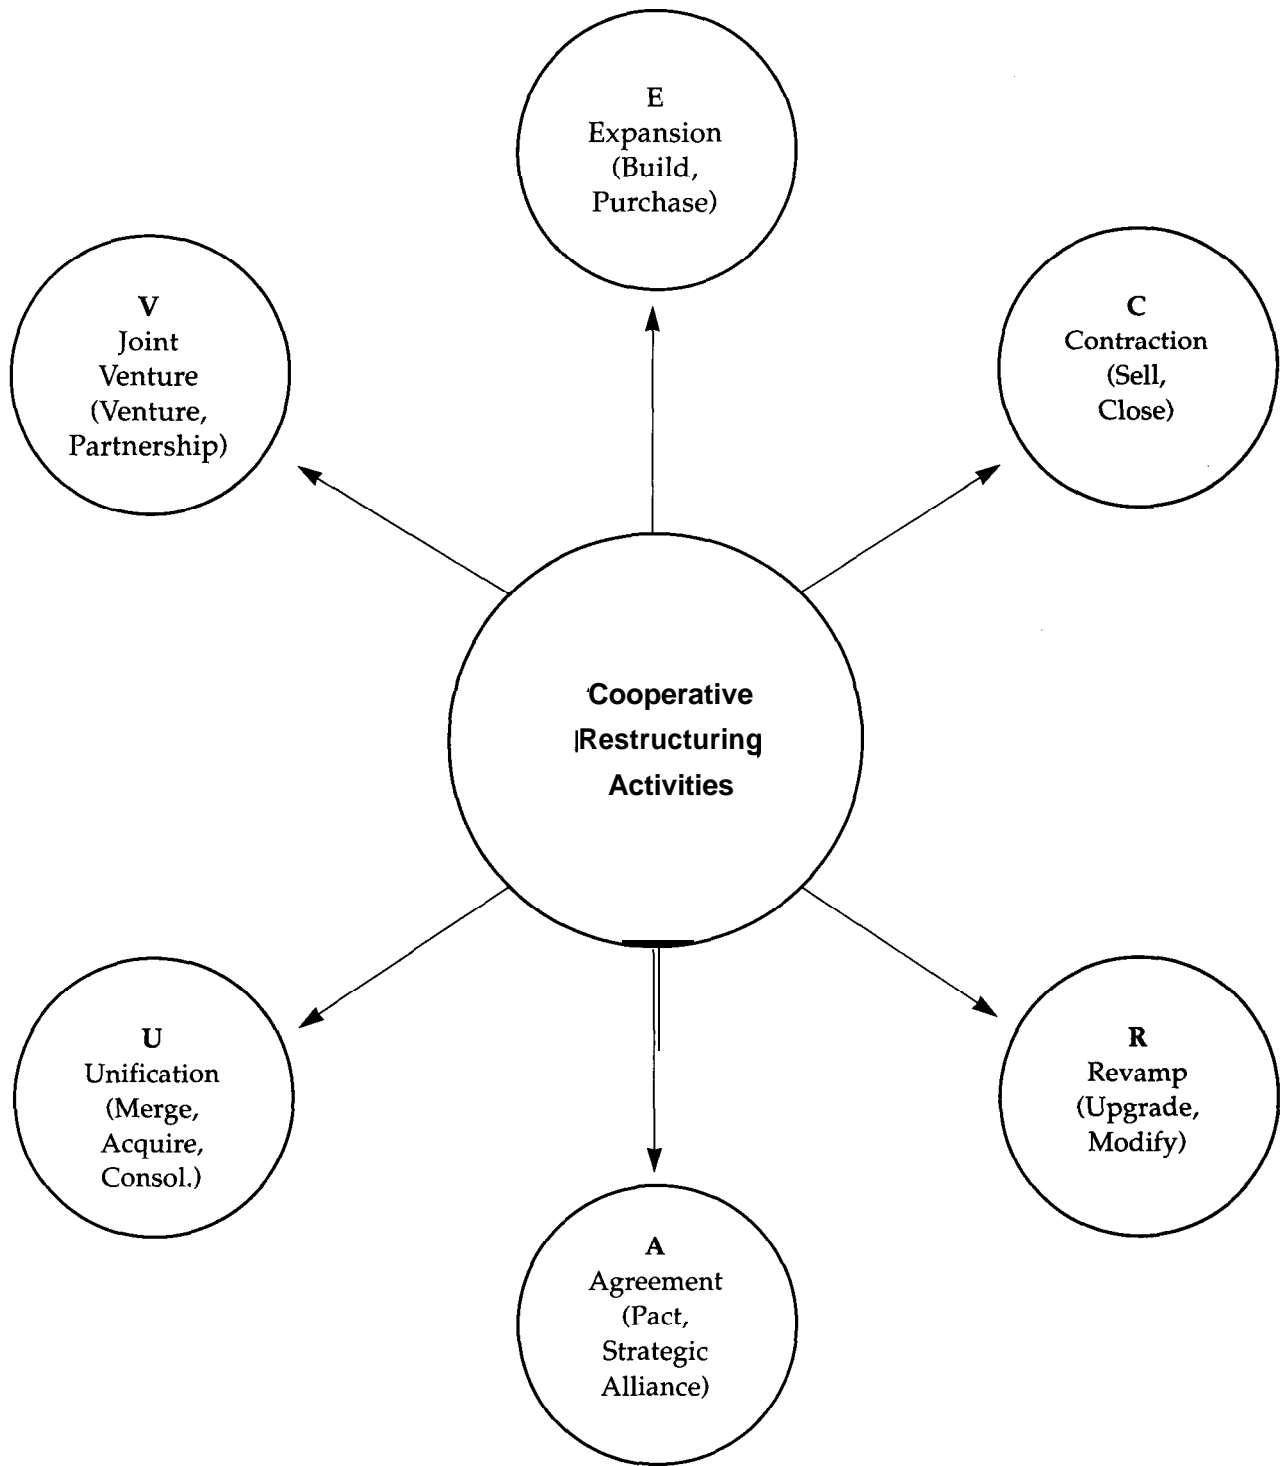 E
Expansion
(Build,
Purchase)
V
Joint
Venture
(Venture,
Partnership)
C
Contraction
(Sell,
Close)
Cooperative
Restructuring
Activities
U
Unification
(Merge,
Acquire,
Consol.)
R
Revamp
(Upgrade,
Modify)
A
Agreement
(Pact,
Strategic
Alliance)